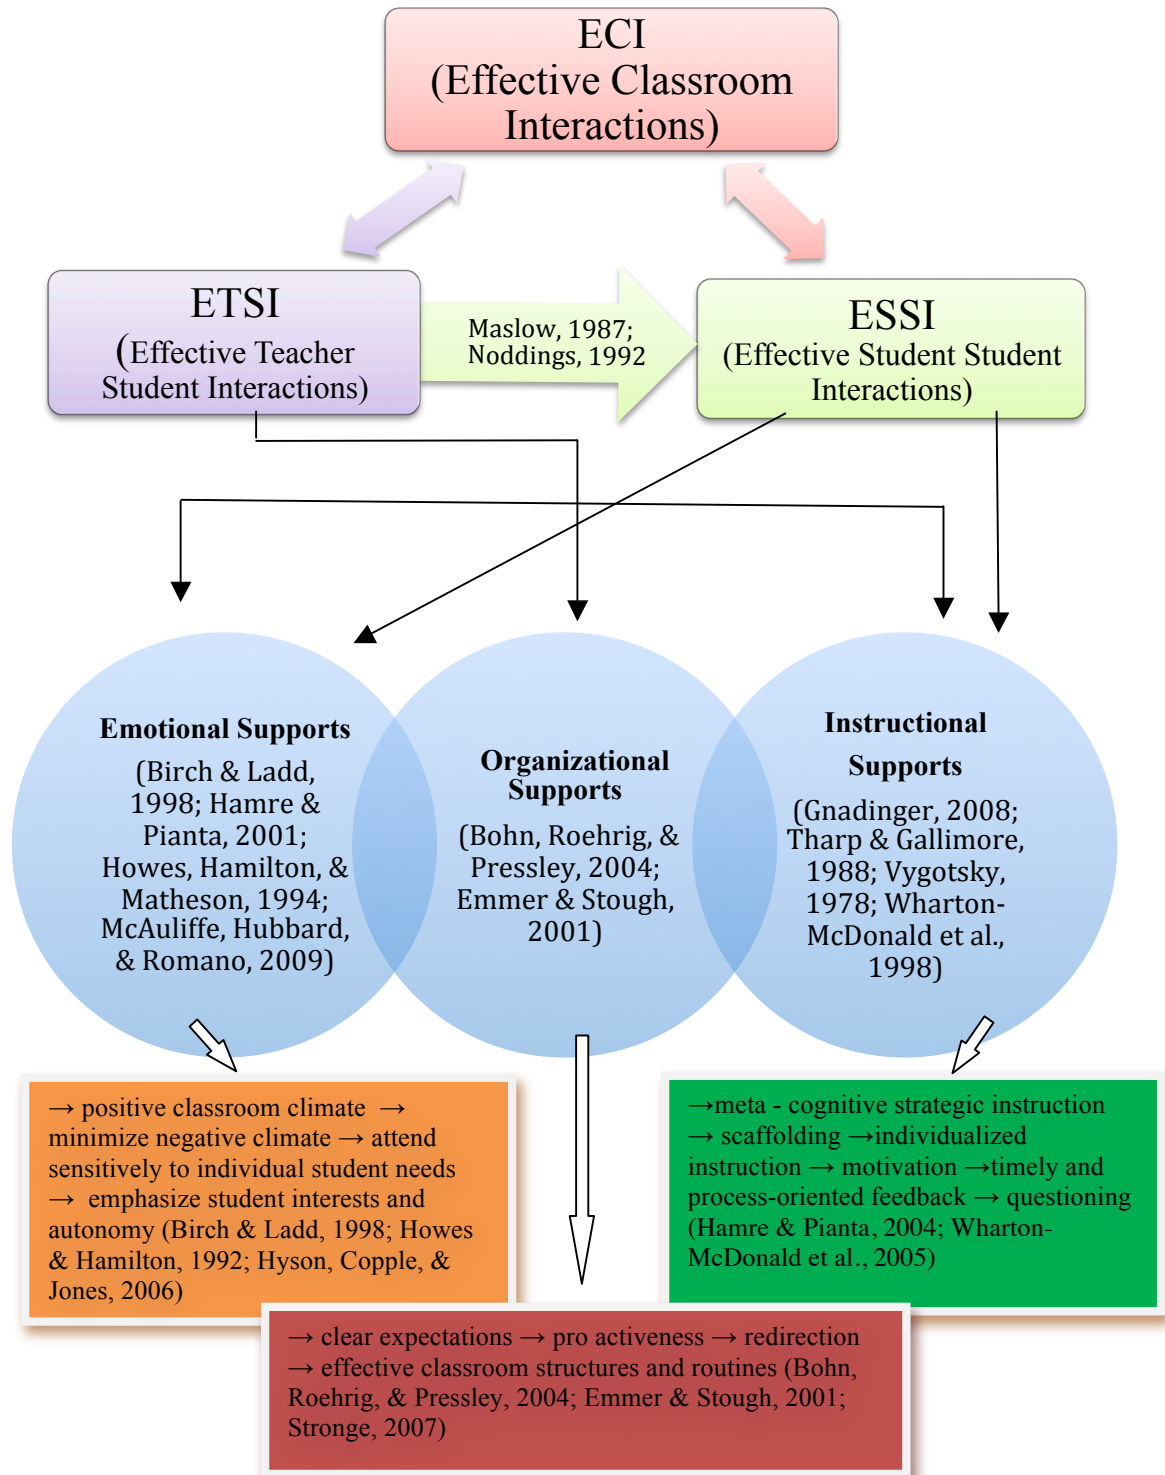 ECI
(Effective Classroom
Interactions)
ETSI
(Effective Teacher
Student Interactions)
Maslow, 1987;
Noddings, 1992
ESSI
(Effective Student Student
Interactions)
Emotional Supports
(Birch & Ladd,
1998; Hamre &
Pianta, 2001;
Howes, Hamilton, &
Matheson, 1994;
McAuliffe, Hubbard,
& Romano, 2009)
Organizational
Supports
(Bohn, Roehrig, &
Pressley, 2004;
Emmer & Stough,
2001)
Instructional
Supports
(Gnadinger, 2008;
Tharp & Gallimore,
1988; Vygotsky,
1978; Wharton-
McDonald et al.,
1998)
→ positive classroom climate →
minimize negative climate → attend
sensitively to individual student needs
→ emphasize student interests and
autonomy (Birch & Ladd, 1998; Howes
& Hamilton, 1992; Hyson, Copple, &
Jones, 2006)
→meta - cognitive strategic instruction
→ scaffolding →individualized
instruction → motivation →timely and
process-oriented feedback → questioning
(Hamre & Pianta, 2004; Wharton-
McDonald et al., 2005)
→ clear expectations → pro activeness → redirection
→ effective classroom structures and routines (Bohn,
Roehrig, & Pressley, 2004; Emmer & Stough, 2001;
Stronge, 2007)